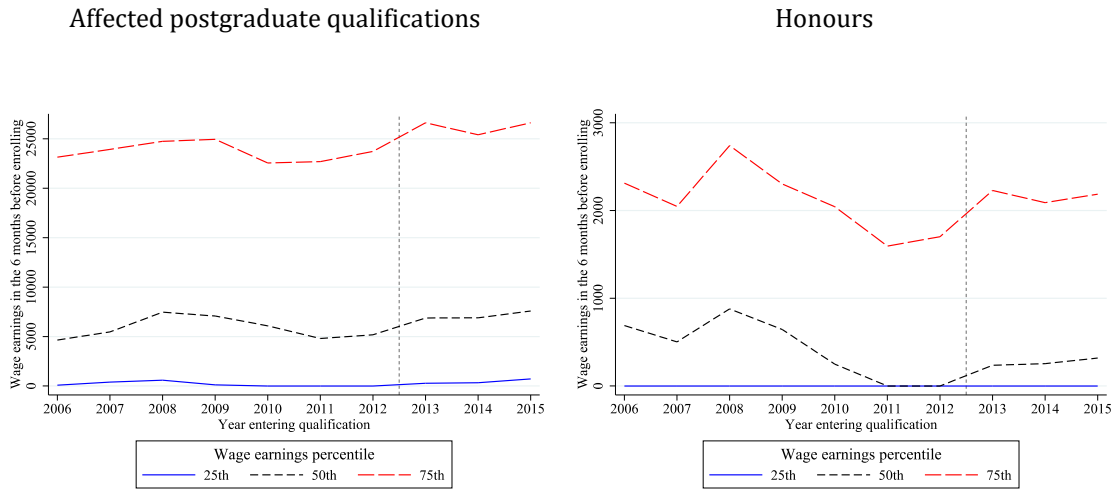 Affected postgraduate qualifications
Wage earnings in the 6 months before enrolling
25000
20000
15000
10000
5000
0
2006 2007 2008 2009 2010 2011 2012 2013 2014 2015
Year entering qualification
Wage earnings percentile
25th 50th 75th
Honours
Wage earnings in the 6 months before enrolling
3000
2000
1000
0
2006 2007 2008 2009 2010 2011 2012 2013 2014 2015
Year entering qualification
Wage earnings percentile
25th 50th 75th